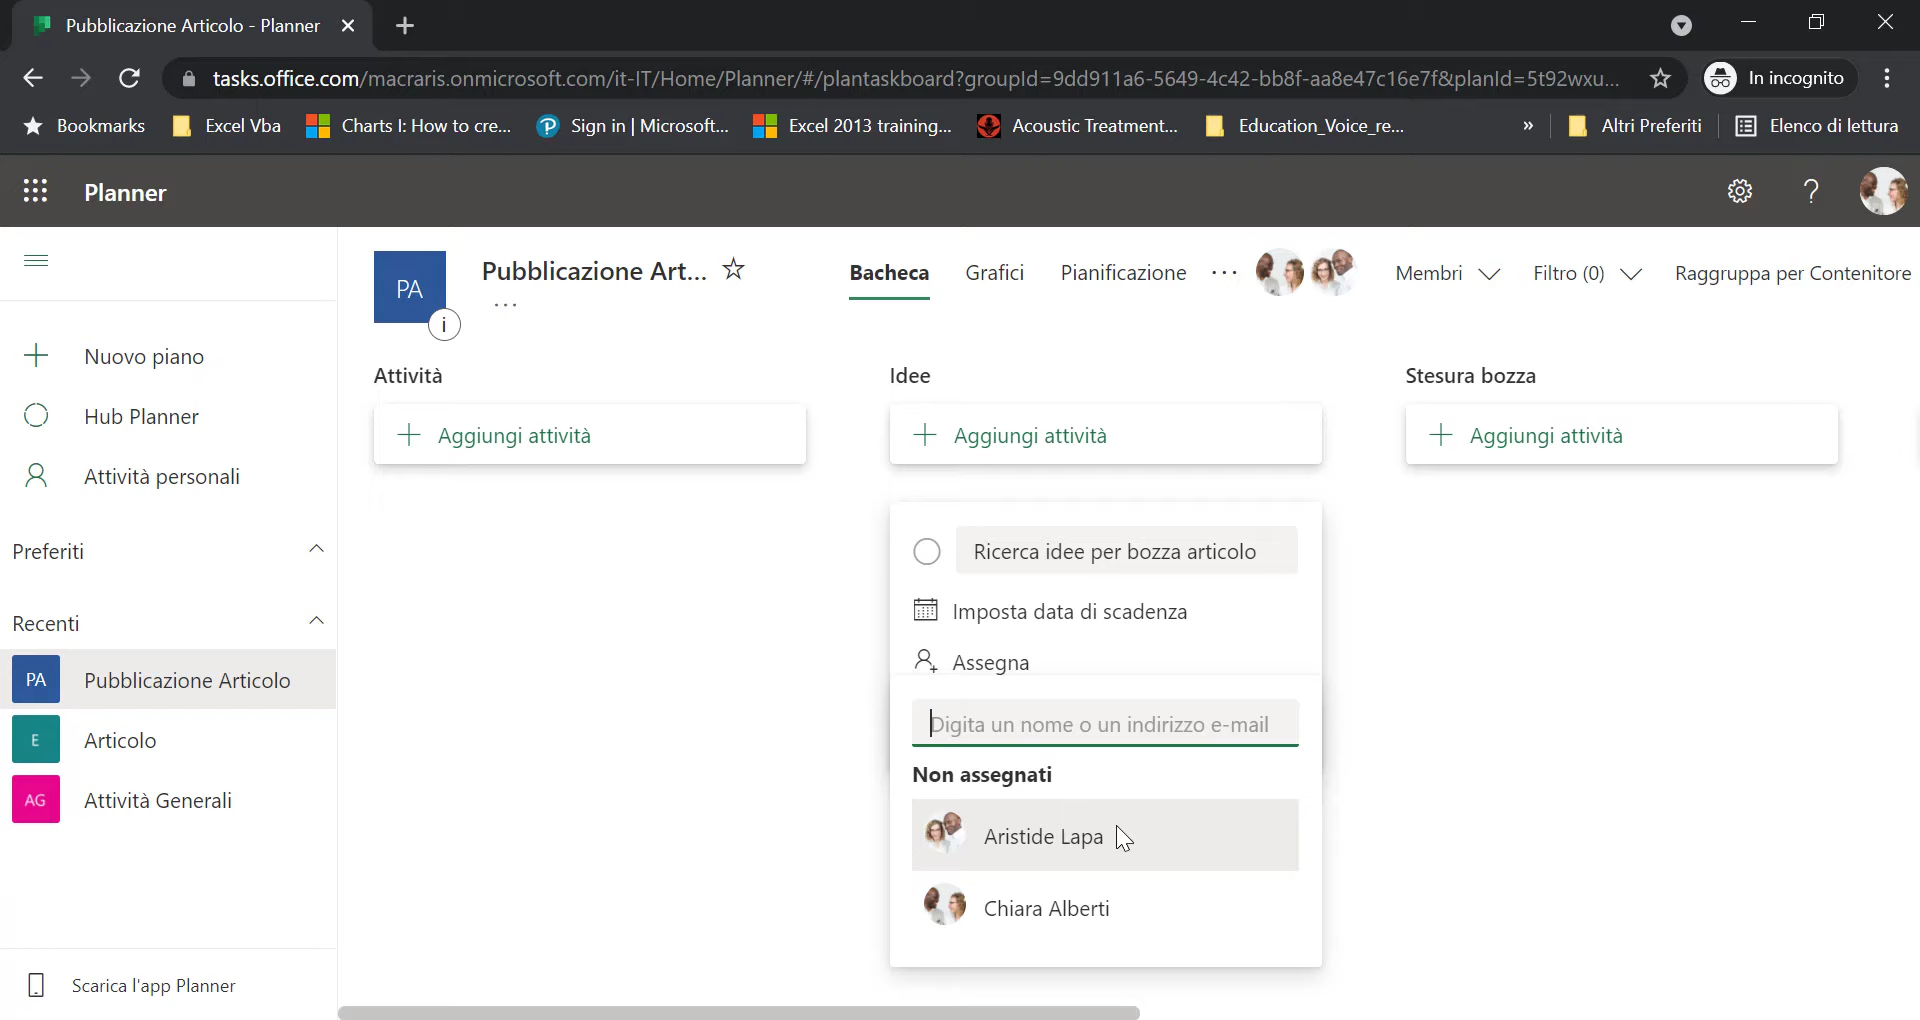 Pubblicazione Articolo - Planner
tasks.office.com/macraris.onmicrosoft.com/it-IT/Home/Planner/#/plantaskboard?groupId=9dd911a6-5649-4c42-bb8f-aa8e47c16e7f&planId=5t92wxu...
In incognito
Bookmarks
Excel Vba
Charts I: How to cre...
Sign in | Microsoft...
Excel 2013 training...
Acoustic Treatment...
Education_Voice_re...
»
Altri Preferiti
Elenco di lettura
Planner
?
PA
i
Pubblicazione Art...
...
Bacheca
Grafici
Pianificazione
...
Membri
Filtro (0)
Raggruppa per Contenitore
Nuovo piano
Hub Planner
Attività personali
Preferiti
Recenti
PA
Pubblicazione Articolo
E
Articolo
AG
Attività Generali
Scarica l'app Planner
Attività
Aggiungi attività
Idee
Aggiungi attività
Ricerca idee per bozza articolo
Imposta data di scadenza
Assegna
Digita un nome o un indirizzo e-mail
Non assegnati
Aristide Lapa
Chiara Alberti
Stesura bozza
Aggiungi attività